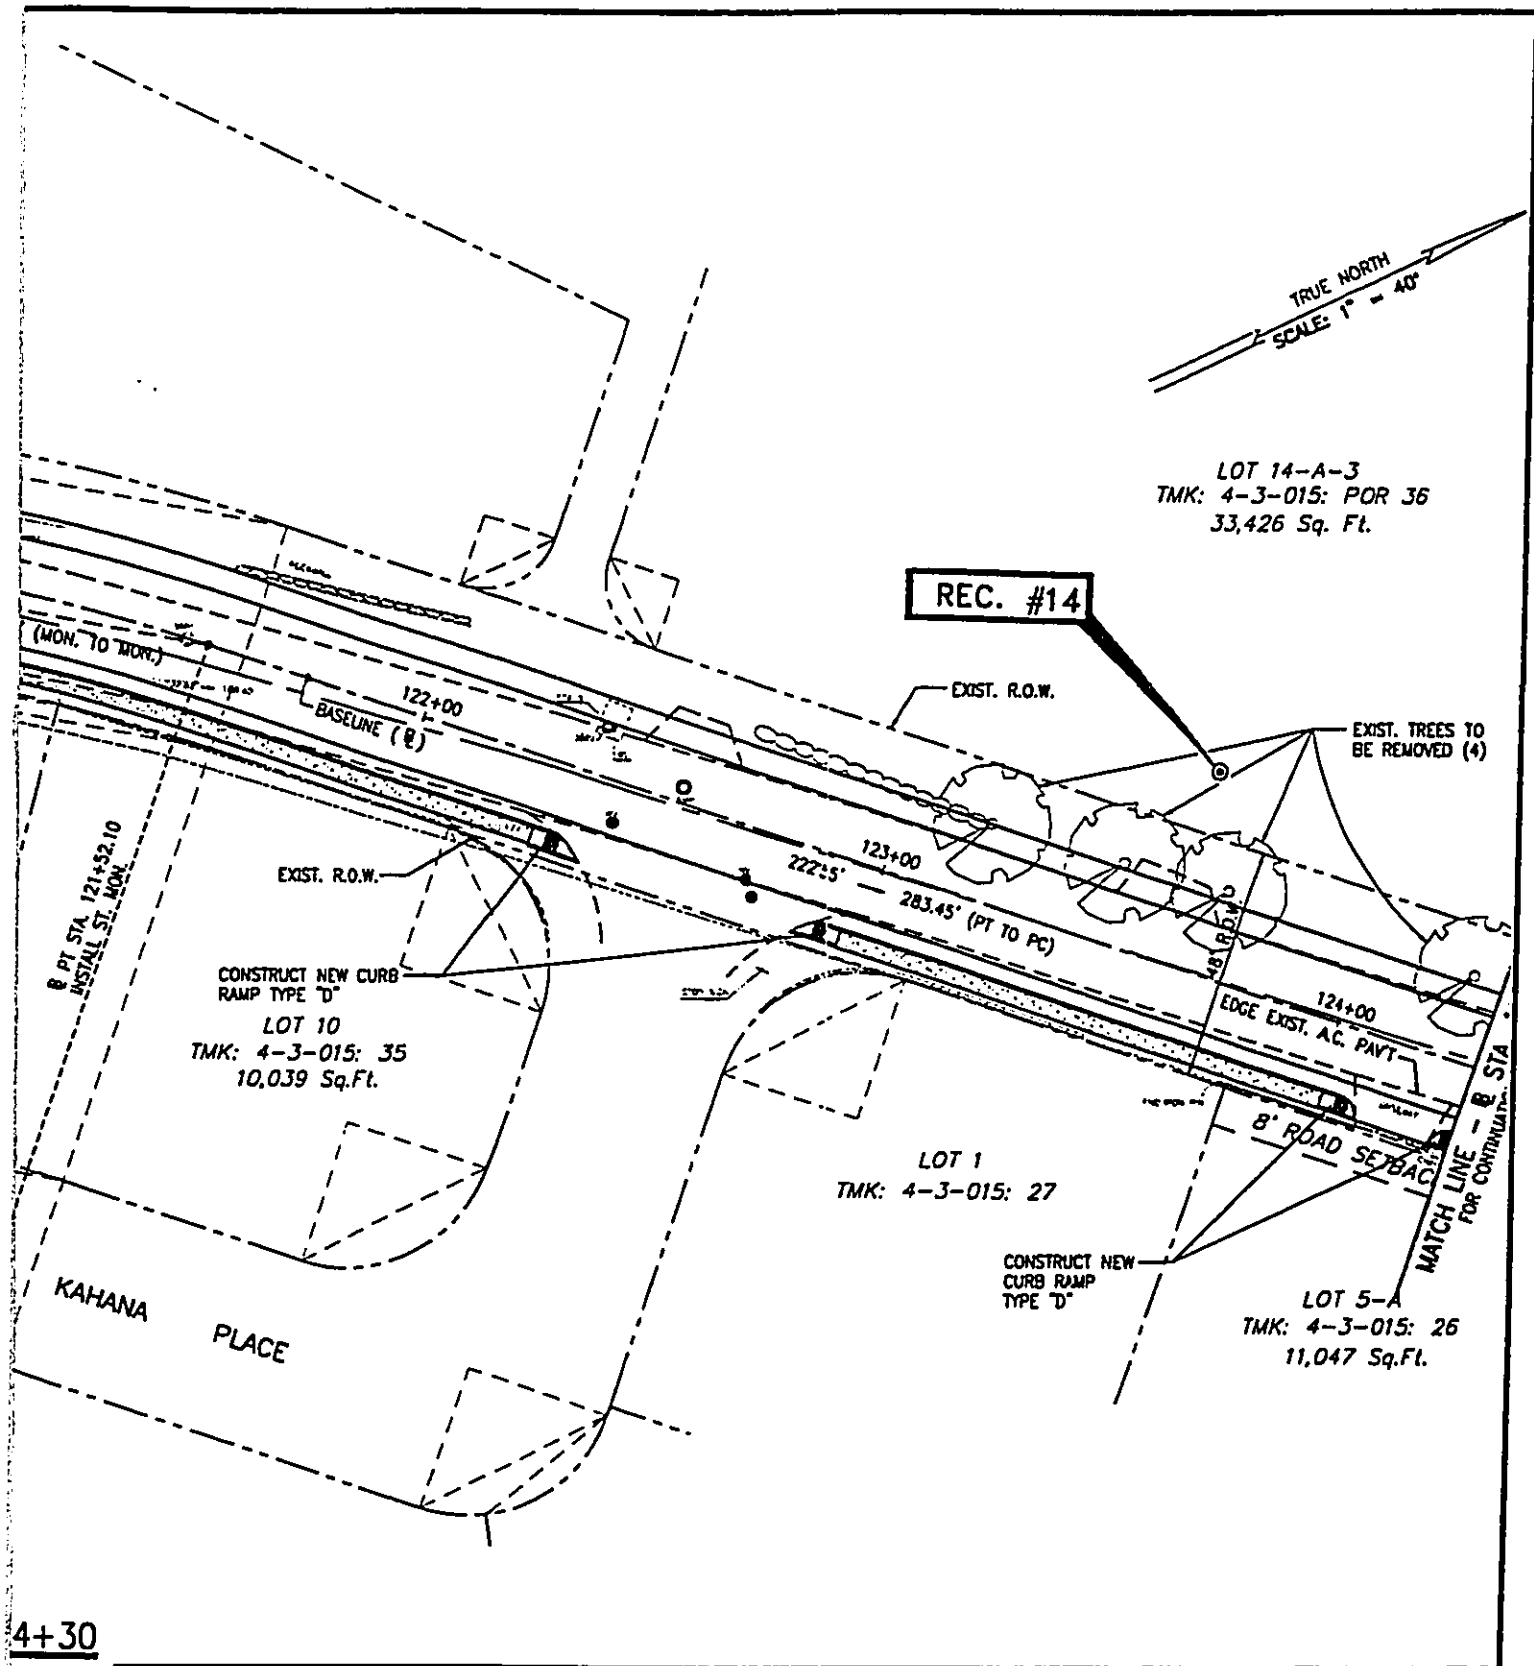 TRUE NORTH
SCALE: 1" = 40'
LOT 14-A-3
TMK: 4-3-015: POR 36
33,426 Sq. Ft.
REC. #14
EXIST. R.O.W.
EXIST. TREES TO
BE REMOVED (4)
(MON. TO MON.)
122+00
BASELINE (
123+00
283.45' (PT TO PC)
48' R.O.W.
124+00
EDGE EXIST. A.C. PAV'T
EXIST. R.O.W.
PT STA. 121+52.10
INSTALL ST. MON.
CONSTRUCT NEW CURB
RAMP TYPE "D"
LOT 10
TMK: 4-3-015: 35
10,039 Sq.Ft.
LOT 1
TMK: 4-3-015: 27
8' ROAD SETBAC
MATCH LINE - STA
FOR CONTINUATI
CONSTRUCT NEW
CURB RAMP
TYPE "D"
LOT 5-A
TMK: 4-3-015: 26
11,047 Sq.Ft.
KAHANA PLACE
4+30